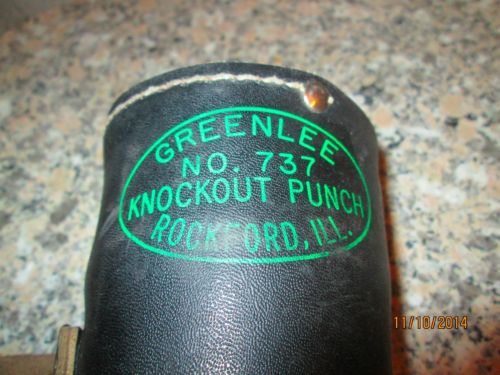 GREENLEE
NO. 737
KNOCKOUT PUNCH
ROCKFORD, ILL.
11/10/2014